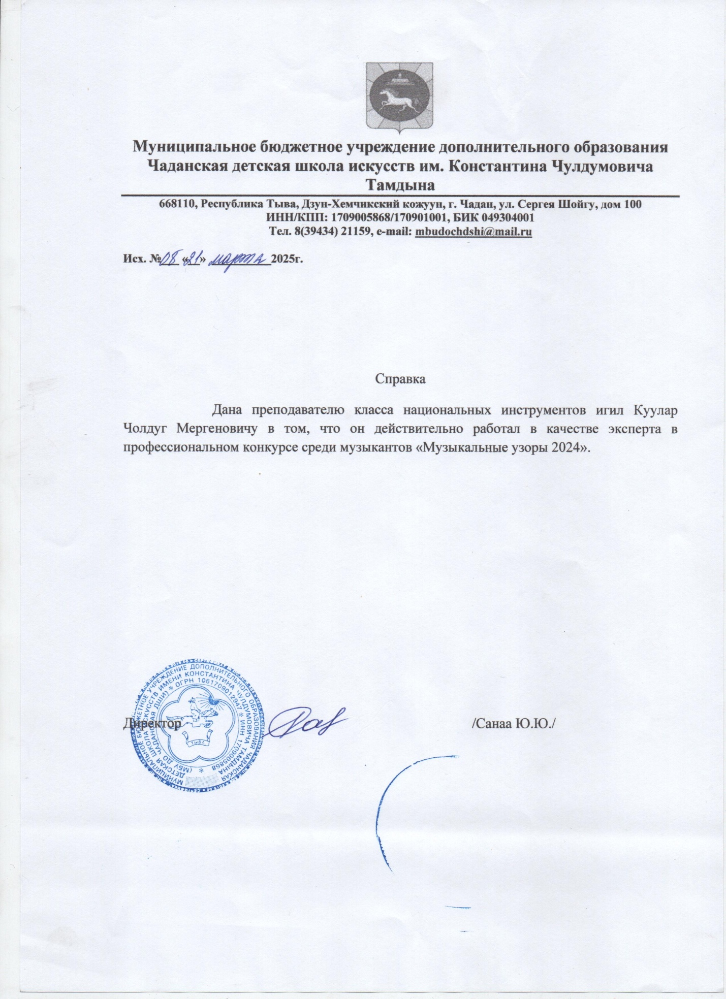 Муниципальное бюджетное учреждение дополнительного образования
Чаданская детская школа искусств им. Константина Чулдумовича
Тамдына
668110, Республика Тыва, Дзун-Хемчикский кожуун, г. Чадан, ул. Сергея Шойгу, дом 100
ИНН/КПП: 1709005868/170901001, БИК 049304001
Тел. 8(39434) 21159, e-mail: mbudochdshi@mail.ru
Исх. №08 «21» марта 2025г.
Справка
Дана преподавателю класса национальных инструментов игил Куулар
Чолдуг Мергеновичу в том, что он действительно работал в качестве эксперта в
профессиональном конкурсе среди музыкантов «Музыкальные узоры 2024».
Директор /Санаа Ю.Ю./
МУНИЦИПАЛЬНОЕ БЮДЖЕТНОЕ УЧРЕЖДЕНИЕ ДОПОЛНИТЕЛЬНОГО ОБРАЗОВАНИЯ ЧАДАНСКАЯ
ДЕТСКАЯ ШКОЛА ИСКУССТВ ИМЕНИ КОНСТАНТИНА ЧУЛДУМОВИЧА ТАМДЫНА
(МБУ ДО ЧАДАНСКАЯ ДШИ) * ОГРН 1061709012947 * ИНН 1709005868 *
ТЫВА